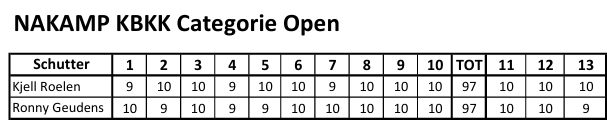 NAKAMP KBKK Categorie Open
Schutter 1 2 3 4 5 6 7 8 9 10 TOT 11 12 13
Kjell Roelen 9 10 10 9 10 10 9 10 10 10 97 10 10 10
Ronny Geudens 10 9 10 9 9 10 10 10 10 10 97 10 10 9